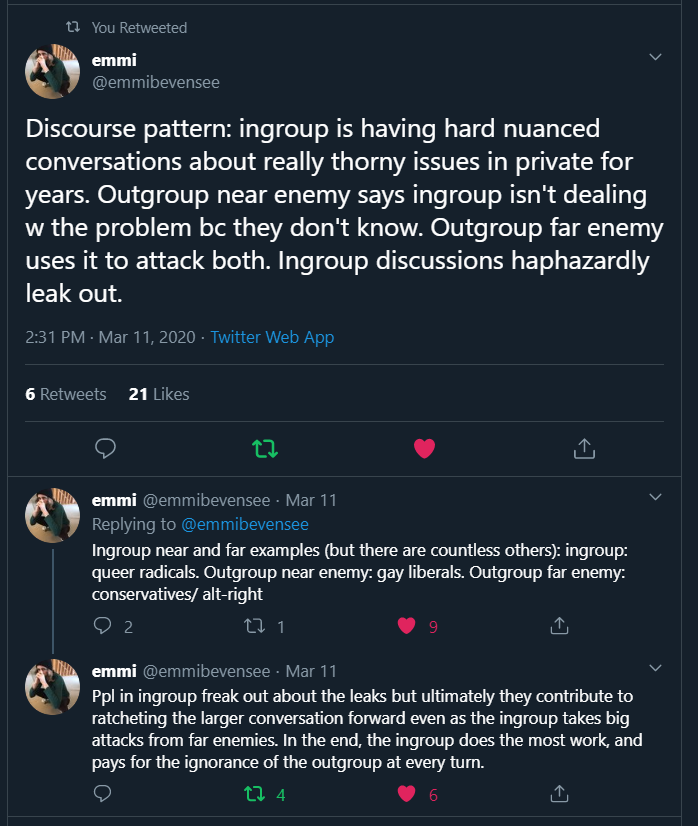 You Retweeted
emmi
@emmibevensee
Discourse pattern: ingroup is having hard nuanced
conversations about really thorny issues in private for
years. Outgroup near enemy says ingroup isn't dealing
w the problem bc they don't know. Outgroup far enemy
uses it to attack both. Ingroup discussions haphazardly
leak out.
2:31 PM · Mar 11, 2020 · Twitter Web App
6 Retweets 21 Likes
emmi @emmibevensee · Mar 11
Replying to @emmibevensee
Ingroup near and far examples (but there are countless others): ingroup:
queer radicals. Outgroup near enemy: gay liberals. Outgroup far enemy:
conservatives/ alt-right
2 1 9
emmi @emmibevensee · Mar 11
Ppl in ingroup freak out about the leaks but ultimately they contribute to
ratcheting the larger conversation forward even as the ingroup takes big
attacks from far enemies. In the end, the ingroup does the most work, and
pays for the ignorance of the outgroup at every turn.
4 6